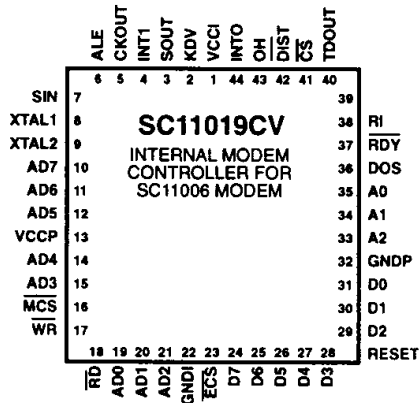 ALE
CKOUT
INT1
SOUT
KDV
VCCI
INTO
OH
DIST
CS
TDOUT
6 5 4 3 2 1 44 43 42 41 40
SIN 7
XTAL1 8
XTAL2 9
AD7 10
AD6 11
AD5 12
VCCP 13
AD4 14
AD3 15
MCS 16
WR 17
SC11019CV
INTERNAL MODEM
CONTROLLER FOR
SC11006 MODEM
39
38 RI
37 RDY
36 DOS
35 A0
34 A1
33 A2
32 GNDP
31 D0
30 D1
29 D2
18 19 20 21 22 23 24 25 26 27 28
RESET
RD
AD0
AD1
AD2
GNDI
ECS
D7
D6
D5
D4
D3